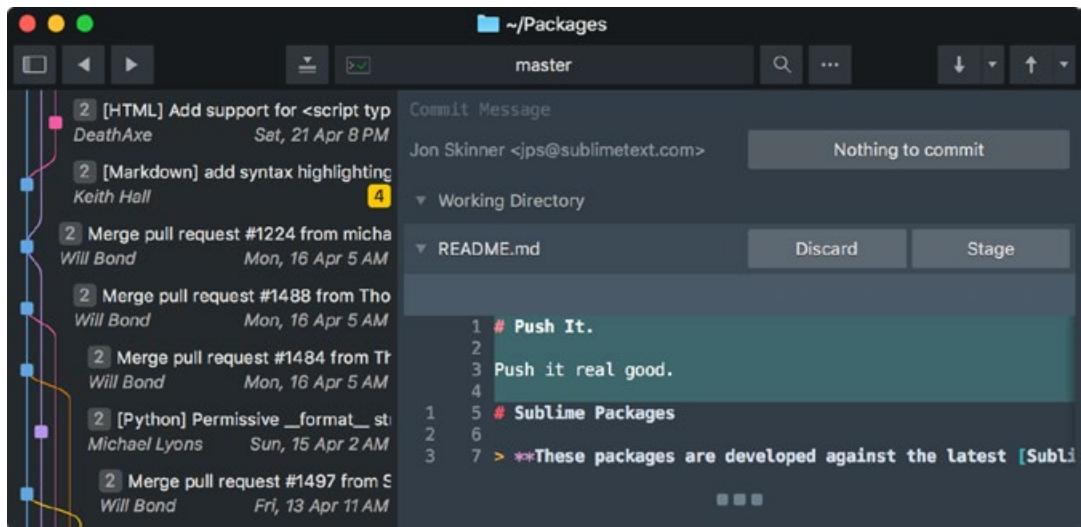 ~/Packages
master
2 [HTML] Add support for <script typ
DeathAxe Sat, 21 Apr 8 PM
2 [Markdown] add syntax highlighting
Keith Hall 4
2 Merge pull request #1224 from micha
Will Bond Mon, 16 Apr 5 AM
2 Merge pull request #1488 from Tho
Will Bond Mon, 16 Apr 5 AM
2 Merge pull request #1484 from Th
Will Bond Mon, 16 Apr 5 AM
2 [Python] Permissive __format__ st
Michael Lyons Sun, 15 Apr 2 AM
2 Merge pull request #1497 from S
Will Bond Fri, 13 Apr 11 AM
Commit Message
Jon Skinner <jps@sublimetext.com> Nothing to commit
Working Directory
README.md Discard Stage
1 # Push It.
2
3 Push it real good.
4
1 5 # Sublime Packages
2 6
3 7 > **These packages are developed against the latest [Subli